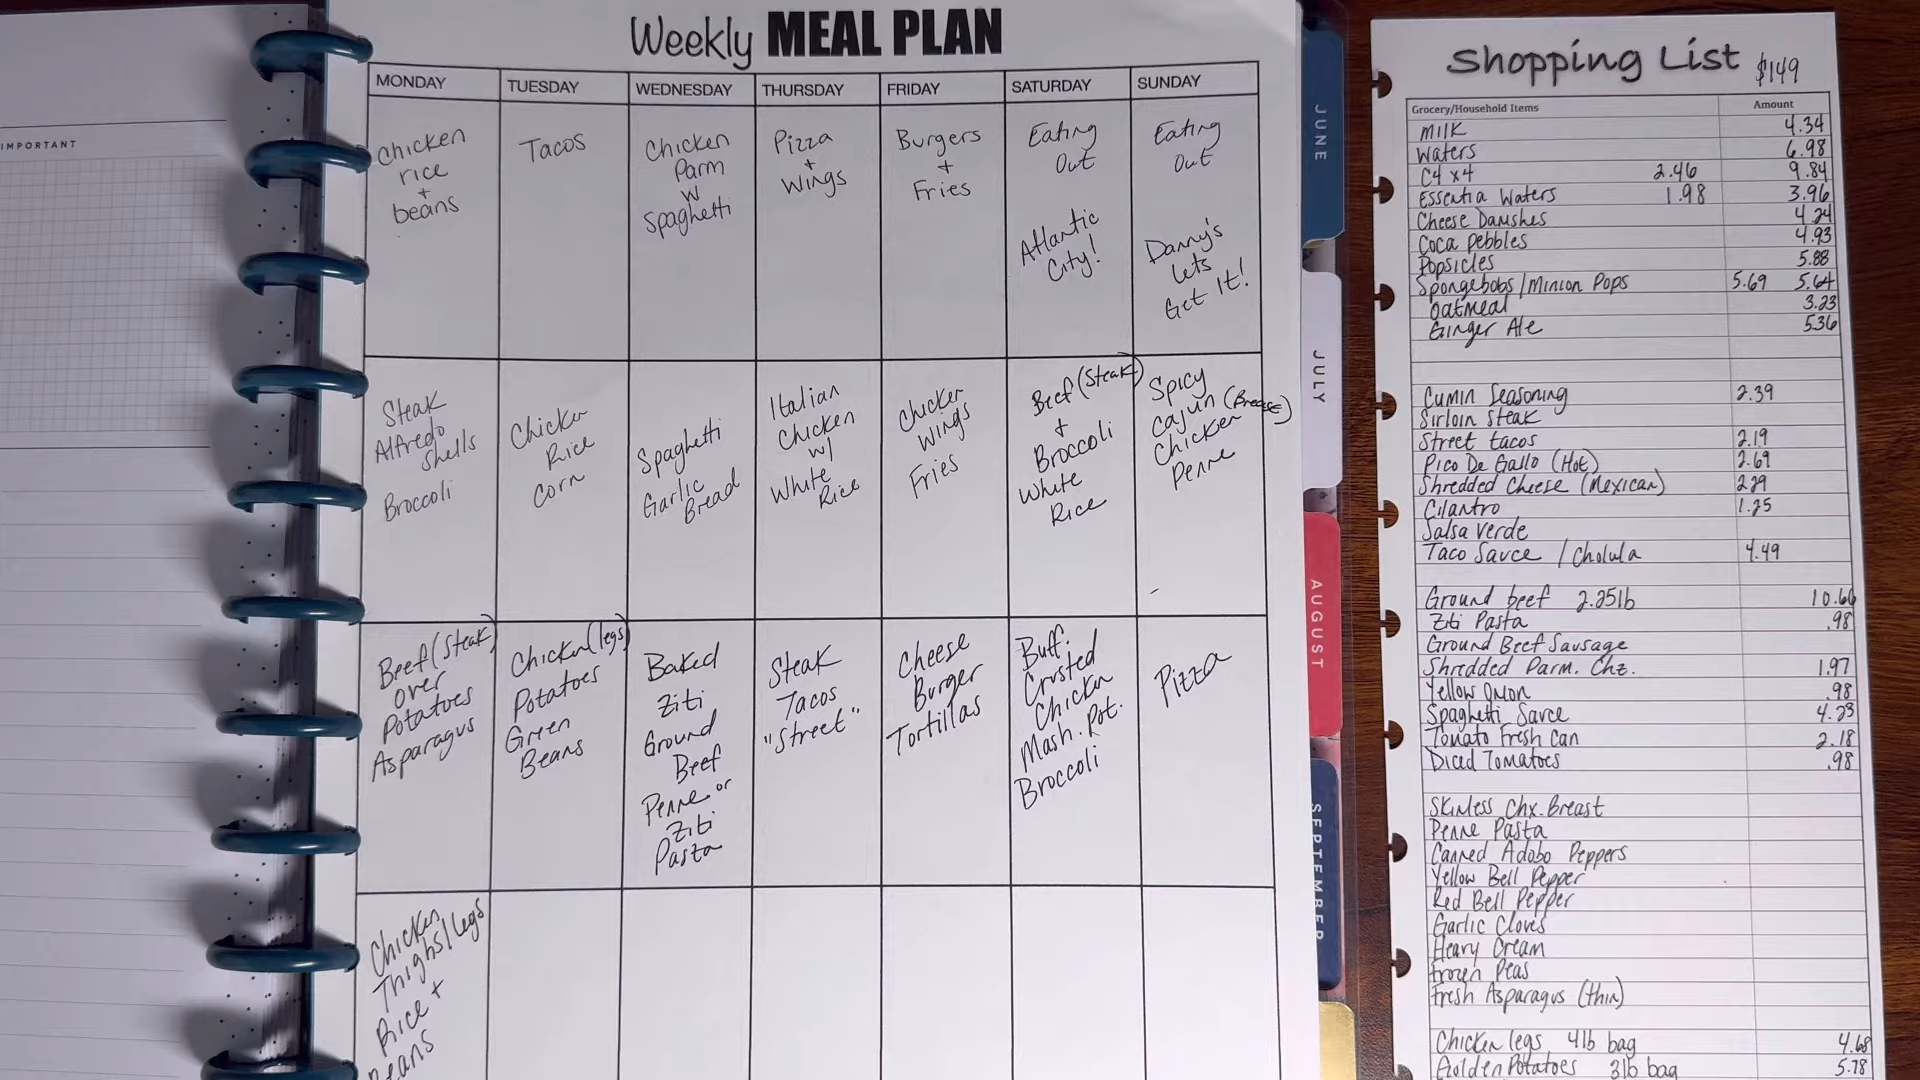 IMPORTANT
Weekly MEAL PLAN
MONDAY
TUESDAY
WEDNESDAY
THURSDAY
FRIDAY
SATURDAY
SUNDAY
Chicken
rice
+
beans
Tacos
Chicken
Parm
w
Spaghetti
Pizza
+
Wings
Burgers
+
Fries
Eating
Out
Atlantic
City!
Eating
Out
Danny's
Lets
Get It!
Steak
Alfredo
Shells
Broccoli
Chicken
Rice
Corn
Spaghetti
Garlic
Bread
Italian
Chicken
w/
White
Rice
Chicken
Wings
Fries
Beef (Steak)
+
Broccoli
White
Rice
Spicy
Cajun
Chicken
Penne
Beef (Steak)
over
Potatoes
Asparagus
Chicken (legs)
Potatoes
Green
Beans
Baked
Ziti
Ground
Beef
Penne or
Ziti
Pasta
Steak
Tacos
"Street"
Cheese
Burger
Tortillas
Buff.
Crusted
Chicken
Mash. Pot.
Broccoli
Pizza
Chicken
Thighs/legs
Rice +
Beans
JUNE
JULY
AUGUST
SEPTEMBER
Shopping List $149
Grocery/Household Items Amount
Milk 4.34
Waters 6.98
C4 x4 2.46 9.84
Essentia Waters 1.98 3.96
Cheese Danishes 4.24
Coca Pebbles 4.93
Popsicles 5.88
Spongebobs/Minion Pops 5.69 5.64
Oatmeal 3.23
Ginger Ale 5.36
Cumin Seasoning 2.39
Sirloin Steak
Street tacos 2.19
Pico De Gallo (Hot) 2.69
Shredded Cheese (Mexican) 2.29
Cilantro 1.25
Salsa Verde
Taco Sauce / Cholula 4.49
Ground beef 2.25lb 10.66
Ziti Pasta .98
Ground Beef Sausage
Shredded Parm. Chz. 1.97
Yellow Onion .98
Spaghetti Sauce 4.23
Tomato Fresh Can 2.18
Diced Tomatoes .98
Skinless Chx. Breast
Penne Pasta
Canned Adobo Peppers
Yellow Bell Pepper
Red Bell Pepper
Garlic Cloves
Heavy Cream
Frozen Peas
Fresh Asparagus (thin)
Chicken legs 4lb bag 4.68
Golden Potatoes 3lb bag 5.78